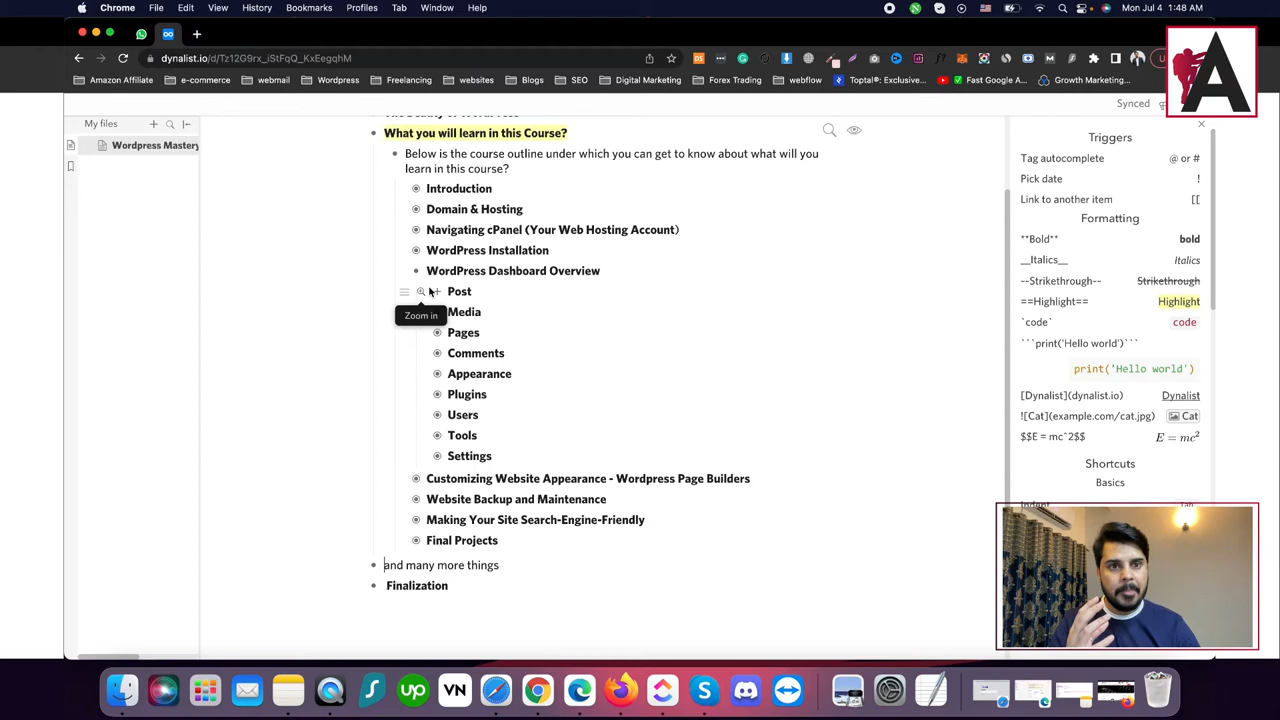 Chrome File Edit View History Bookmarks Profiles Tab Window Help
Mon Jul 4 1:48 AM
dynalist.io/d/Tz12G9rx_iStFqQ_KxEegqhM
Amazon Affiliate e-commerce webmail Wordpress Freelancing websites Blogs SEO Digital Marketing Forex Trading webflow Toptal®: Exclusive... Fast Google A... Growth Marketing...
A
Synced
My files
Wordpress Mastery
What you will learn in this Course?
Below is the course outline under which you can get to know about what will you
learn in this course?
Introduction
Domain & Hosting
Navigating cPanel (Your Web Hosting Account)
WordPress Installation
WordPress Dashboard Overview
Post
Zoom in
Media
Pages
Comments
Appearance
Plugins
Users
Tools
Settings
Customizing Website Appearance - Wordpress Page Builders
Website Backup and Maintenance
Making Your Site Search-Engine-Friendly
Final Projects
and many more things
Finalization
Triggers
Tag autocomplete @ or #
Pick date !
Link to another item [[
Formatting
**Bold** bold
__Italics__ Italics
~~Strikethrough~~ Strikethrough
==Highlight== Highlight
`code` code
```print('Hello world')```
print('Hello world')
[Dynalist](dynalist.io) Dynalist
![Cat](example.com/cat.jpg) Cat
$$E = mc^2$$ E = mc²
Shortcuts
Basics
Indent Tab
up
VN